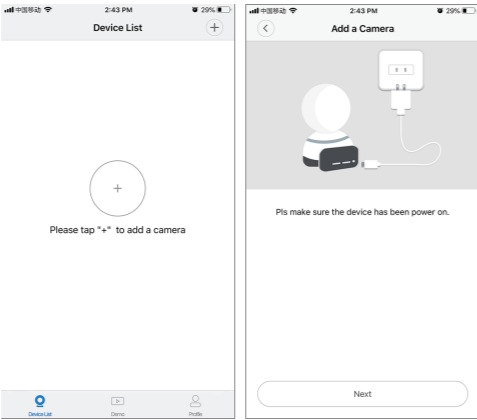 中国移动 2:43 PM 29%
Device List
+
+
Please tap "+" to add a camera
Device List Demo Profile
中国移动 2:43 PM 29%
Add a Camera
Pls make sure the device has been power on.
Next